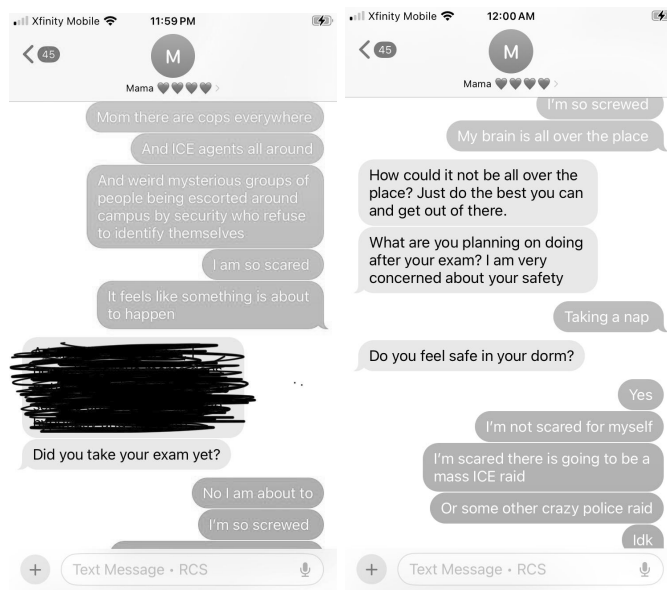 Xfinity Mobile
11:59 PM
45
M
Mama
Mom there are cops everywhere
And ICE agents all around
And weird mysterious groups of
people being escorted around
campus by security who refuse
to identify themselves
I am so scared
It feels like something is about
to happen
Did you take your exam yet?
No I am about to
I'm so screwed
Text Message • RCS
Xfinity Mobile
12:00 AM
45
M
Mama
I'm so screwed
My brain is all over the place
How could it not be all over the
place? Just do the best you can
and get out of there.
What are you planning on doing
after your exam? I am very
concerned about your safety
Taking a nap
Do you feel safe in your dorm?
Yes
I'm not scared for myself
I'm scared there is going to be a
mass ICE raid
Or some other crazy police raid
Idk
Text Message • RCS